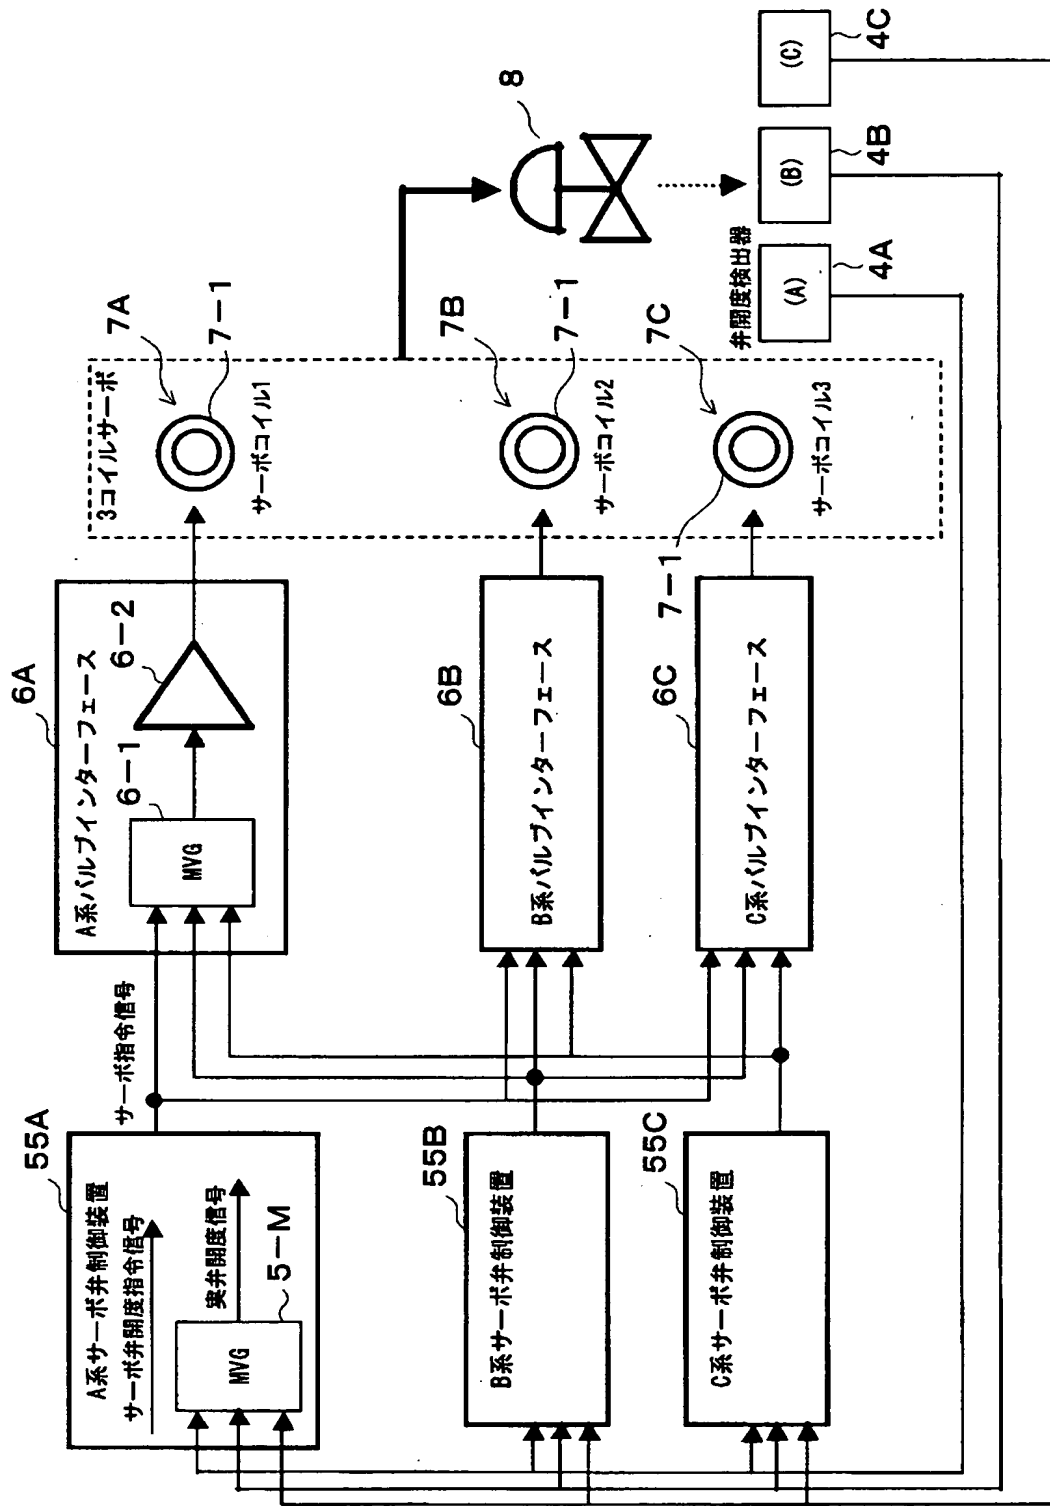 55A
A系サーボ弁制御装置
サーボ弁開度指令信号
実弁開度信号
MVG
5-M
サーボ指令信号
6A
A系バルブインターフェース
6-1
6-2
MVG
3コイルサーボ
7A
7-1
サーボコイル1
8
55B
B系サーボ弁制御装置
6B
B系バルブインターフェース
7B
7-1
サーボコイル2
55C
C系サーボ弁制御装置
6C
C系バルブインターフェース
7C
7-1
サーボコイル3
弁開度検出器
(A)
4A
(B)
4B
(C)
4C